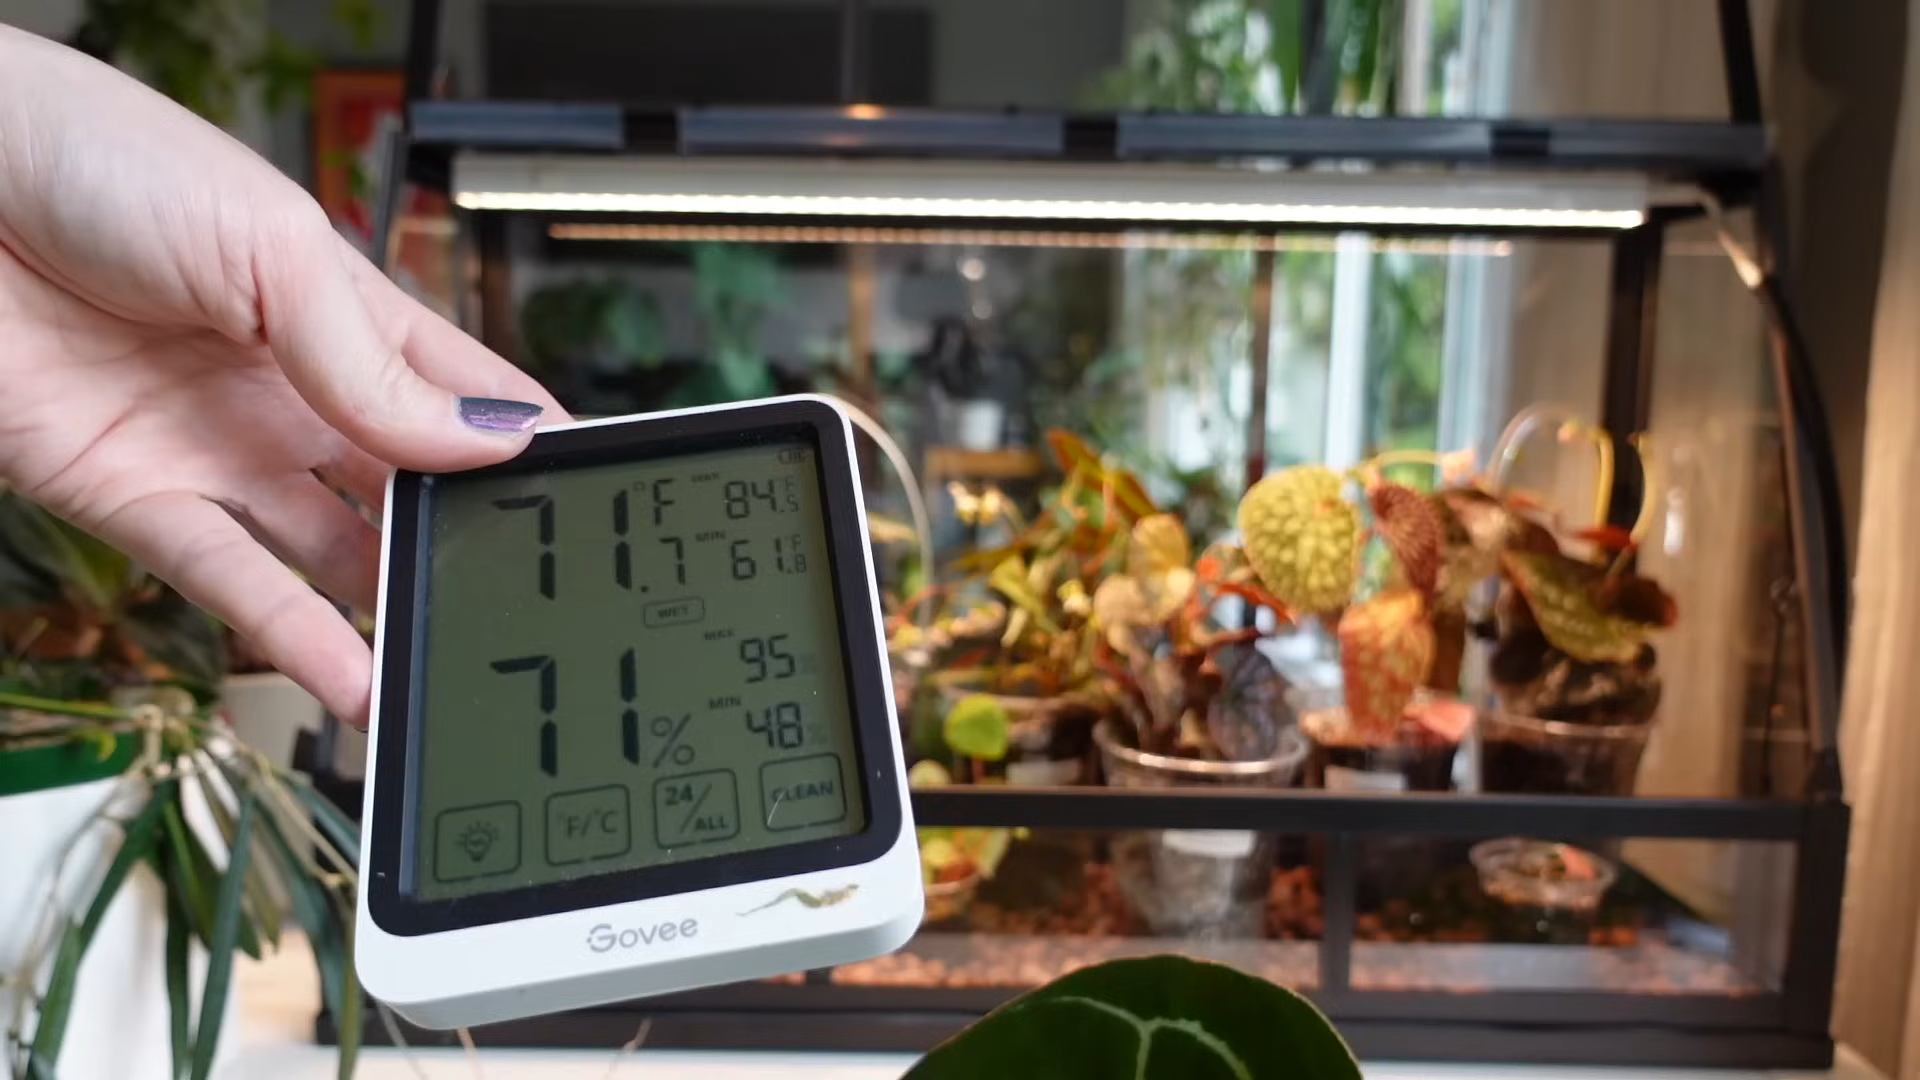 71.7°F
MAX 84.5°F
MIN 61.8°F
WET
71%
MAX 95%
MIN 48%
°F/°C
24/ALL
CLEAN
Govee